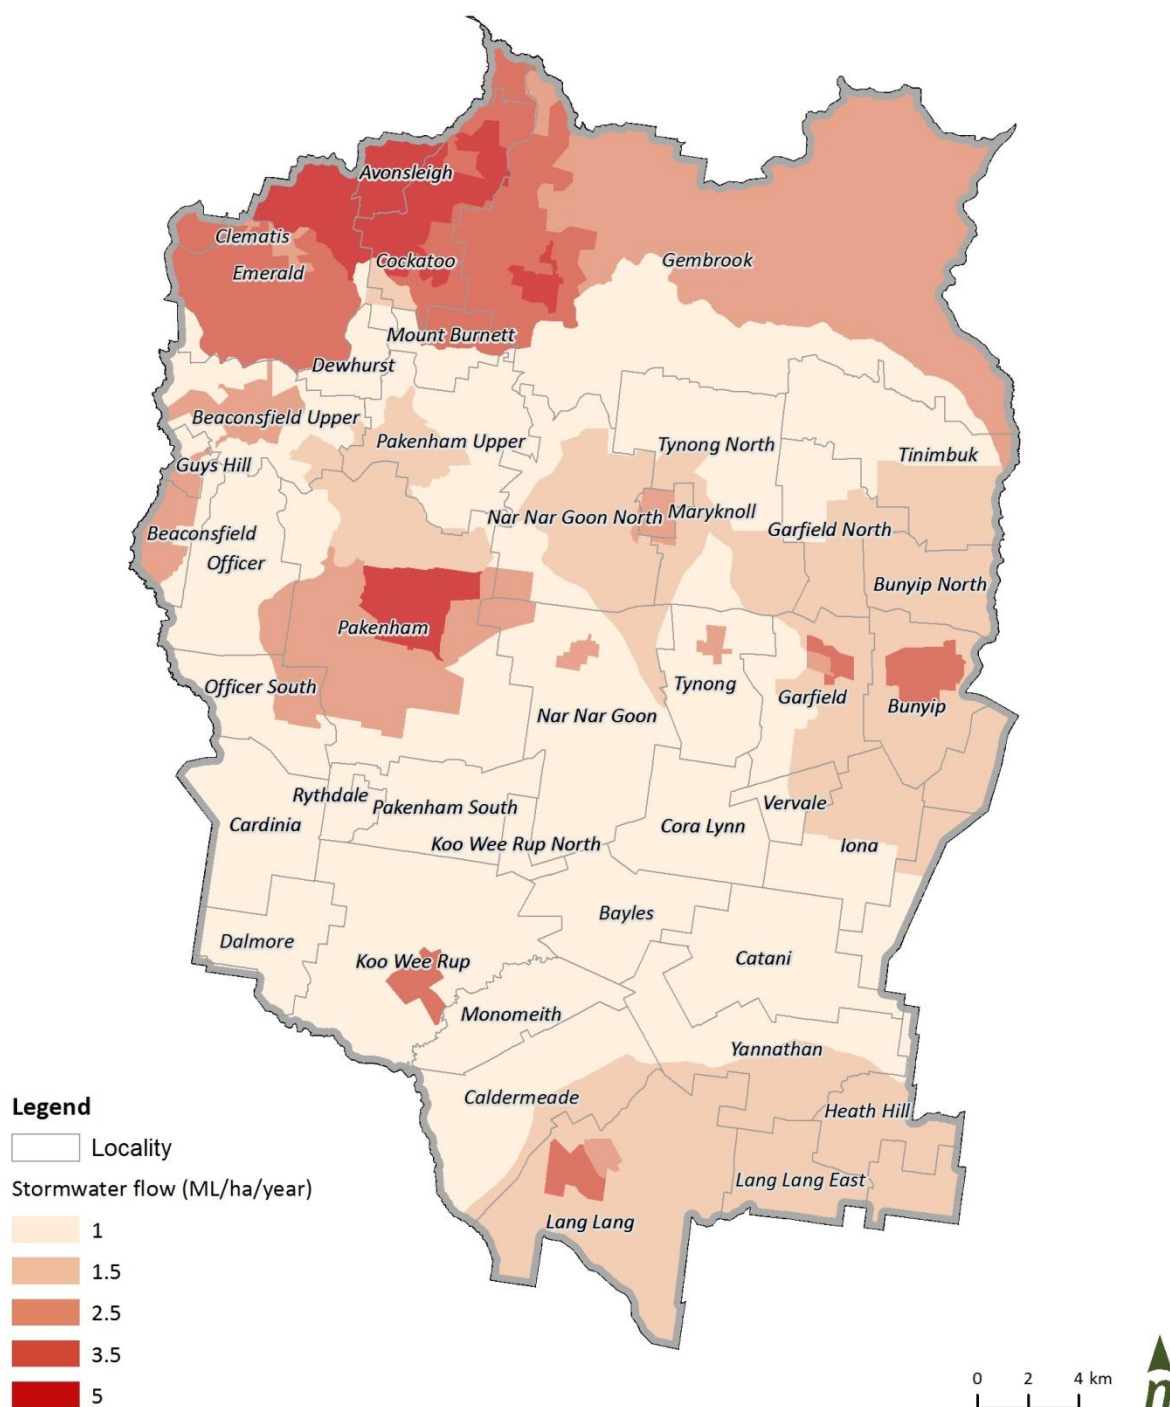 Avonsleigh
Clematis
Cockatoo
Gembrook
Emerald
Mount Burnett
Dewhurst
Beaconsfield Upper
Pakenham Upper
Tynong North
Tinimbuk
Guys Hill
Nar Nar Goon North
Maryknoll
Garfield North
Beaconsfield
Officer
Bunyip North
Pakenham
Officer South
Tynong
Garfield
Bunyip
Nar Nar Goon
Rythdale
Pakenham South
Vervale
Cardinia
Cora Lynn
Koo Wee Rup North
Iona
Bayles
Dalmore
Koo Wee Rup
Catani
Monomeith
Yannathan
Caldermeade
Heath Hill
Lang Lang East
Lang Lang
Legend
Locality
Stormwater flow (ML/ha/year)
1
1.5
2.5
3.5
5
0 2 4 km
n